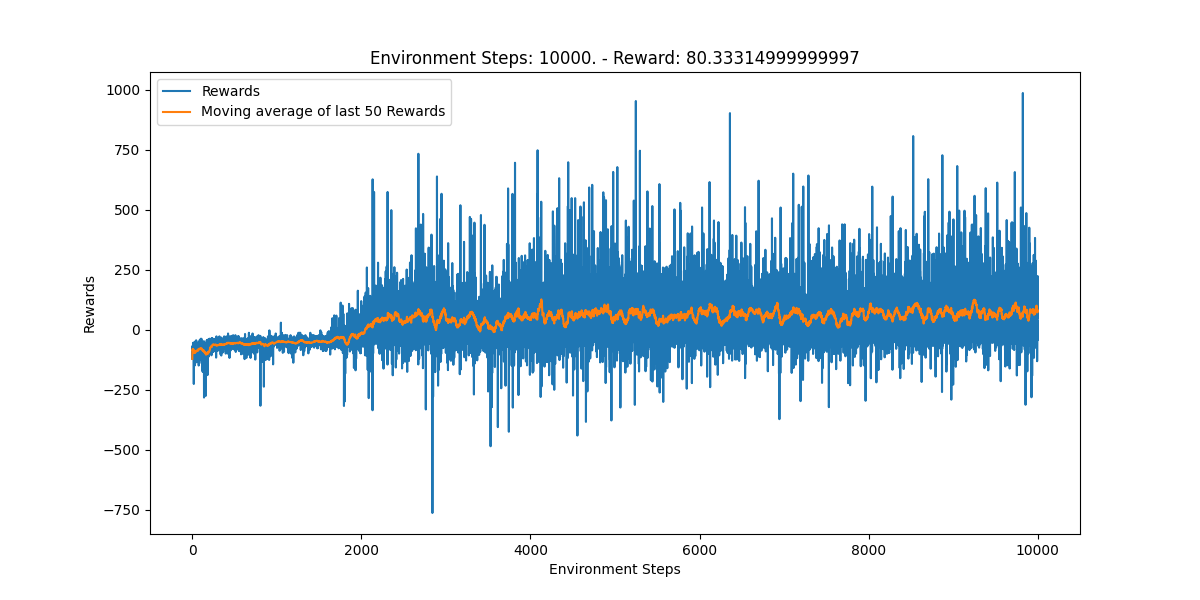 Environment Steps: 10000. - Reward: 80.33314999999997
Rewards
Moving average of last 50 Rewards
1000
750
500
250
0
−250
−500
−750
Rewards
0 2000 4000 6000 8000 10000
Environment Steps